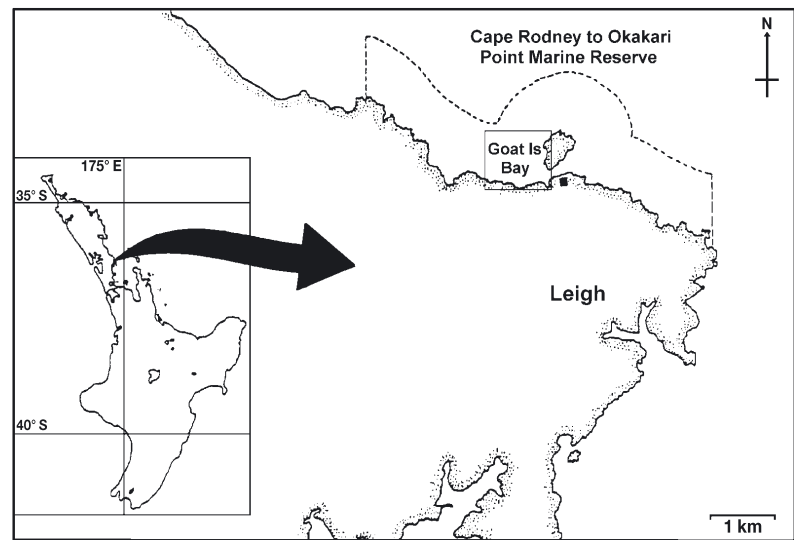 Cape Rodney to Okakari
Point Marine Reserve
N
Goat Is
Bay
175° E
35° S
Leigh
40° S
1 km